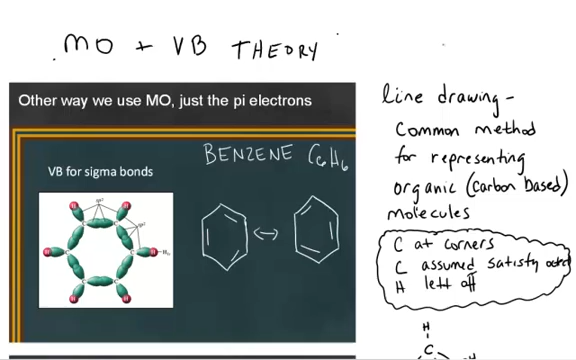 MO + VB THEORY
Other way we use MO, just the pi electrons
BENZENE C6H6
VB for sigma bonds
line drawing -
Common method
for representing
organic (carbon based)
molecules
C at corners
C assumed satisfy octet
H left off
H
C
H